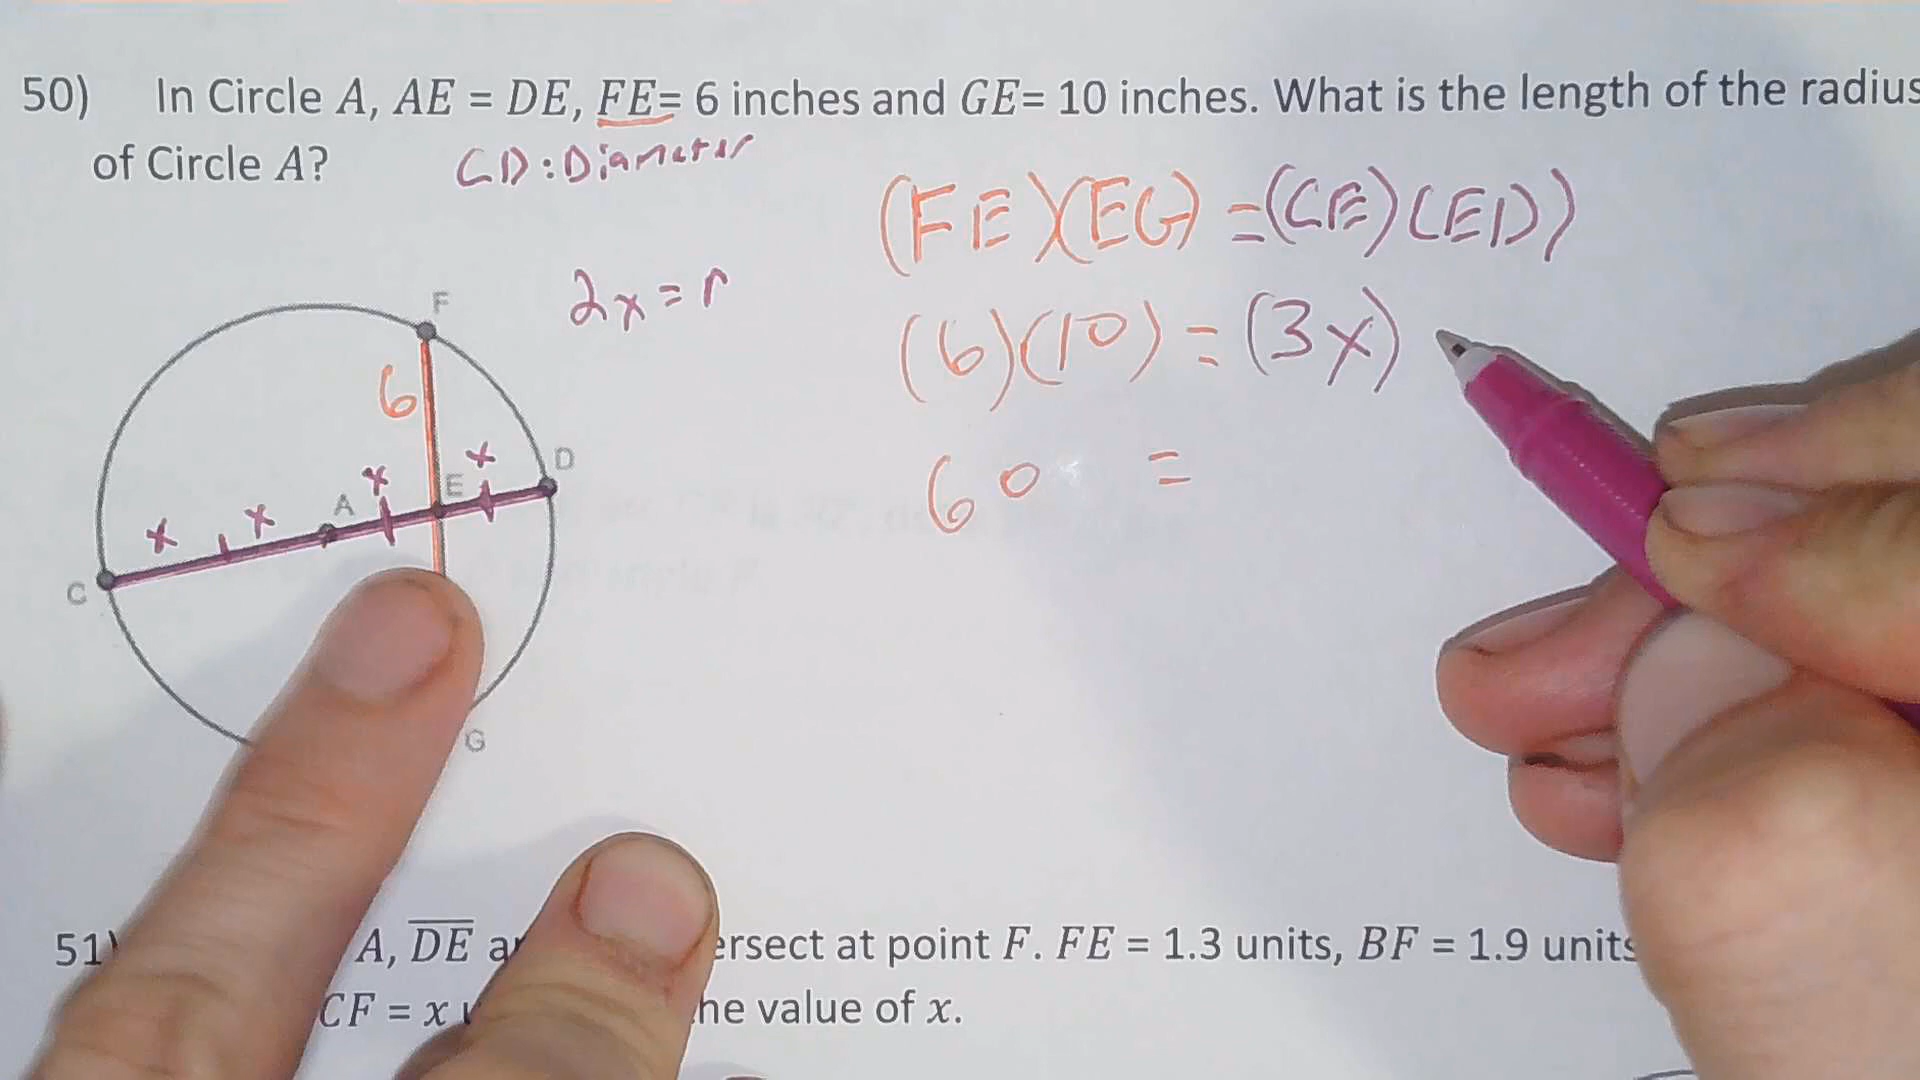 50) In Circle A, AE = DE, FE= 6 inches and GE= 10 inches. What is the length of the radius
of Circle A?
CD:Diameter
(FE)(EG) =(CE)(ED)
2x=r
(6)(10) = (3x)
60 =
F
6
x
D
x
E
A
x
x
C
G
51) A, DE ersect at point F. FE = 1.3 units, BF = 1.9 units
CF = x he value of x.